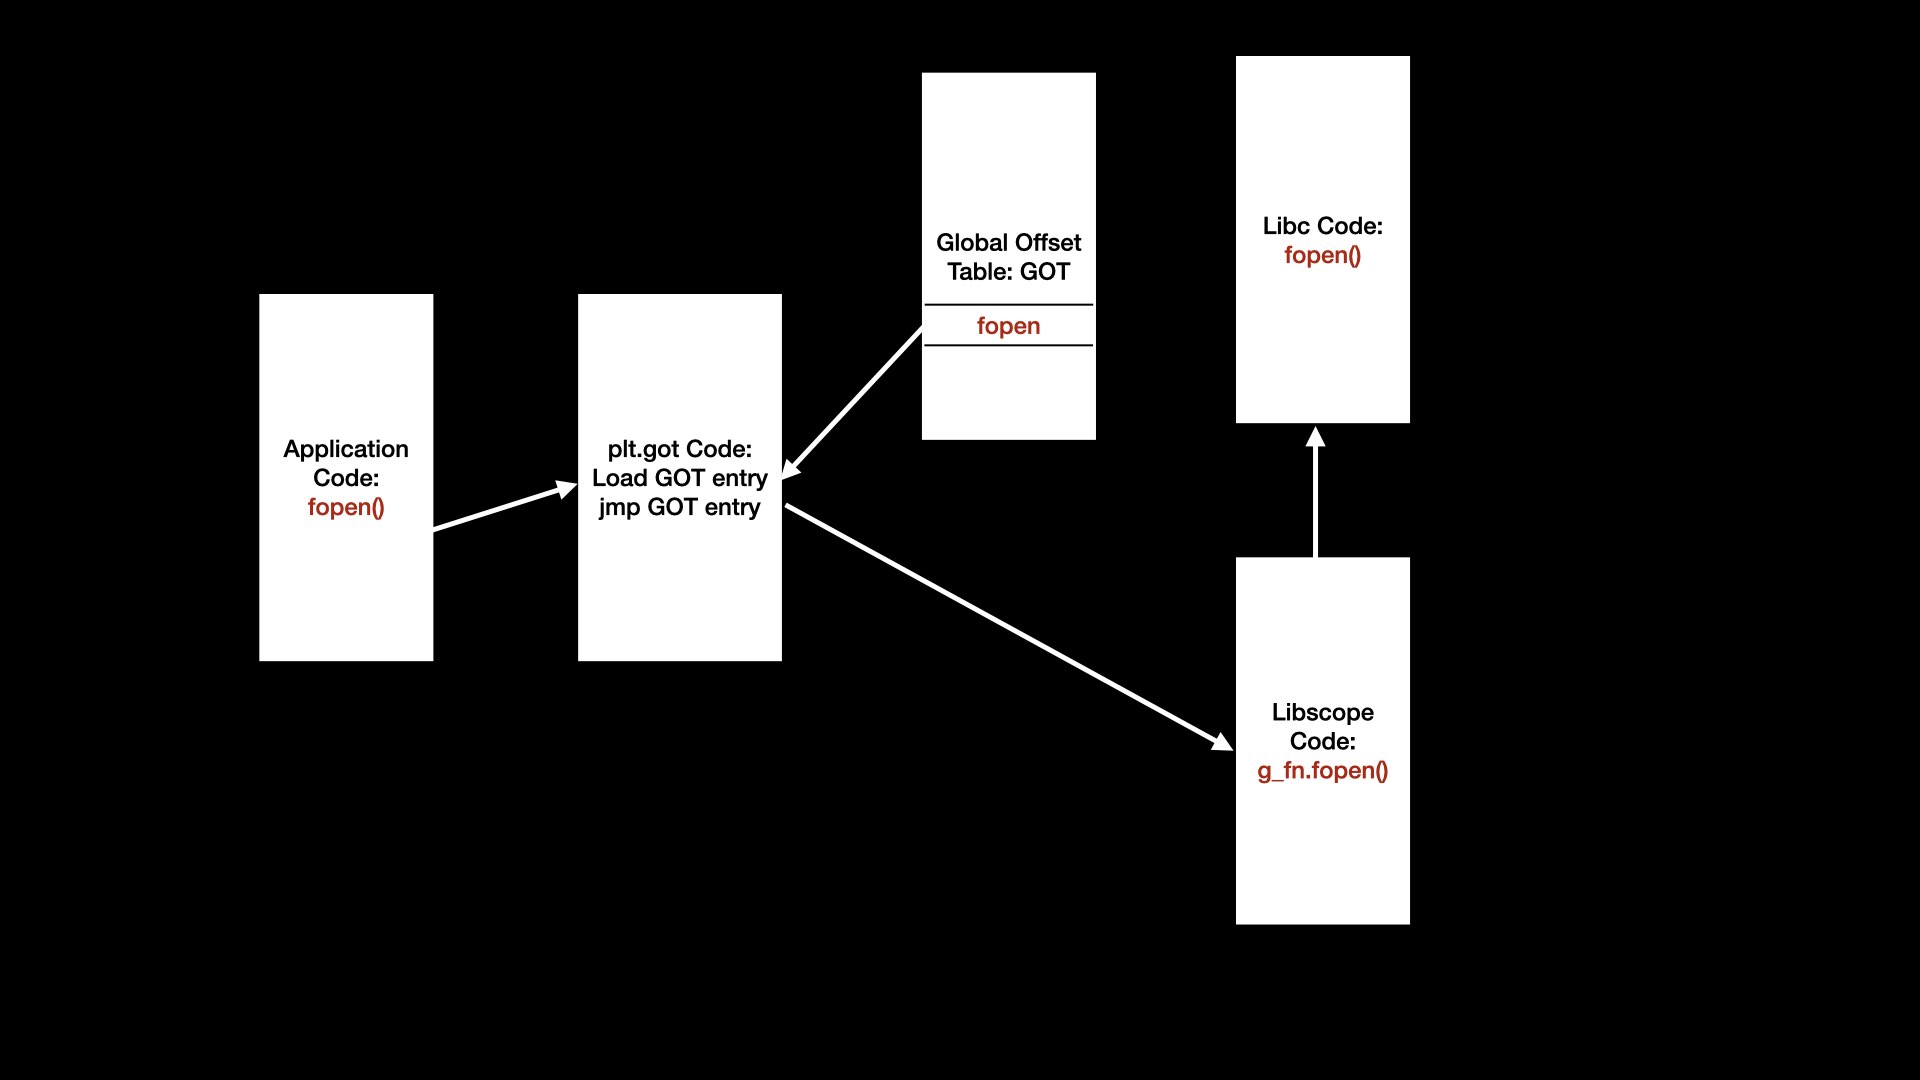 Application
Code:
fopen()
plt.got Code:
Load GOT entry
jmp GOT entry
Global Offset
Table: GOT
fopen
Libc Code:
fopen()
Libscope
Code:
g_fn.fopen()